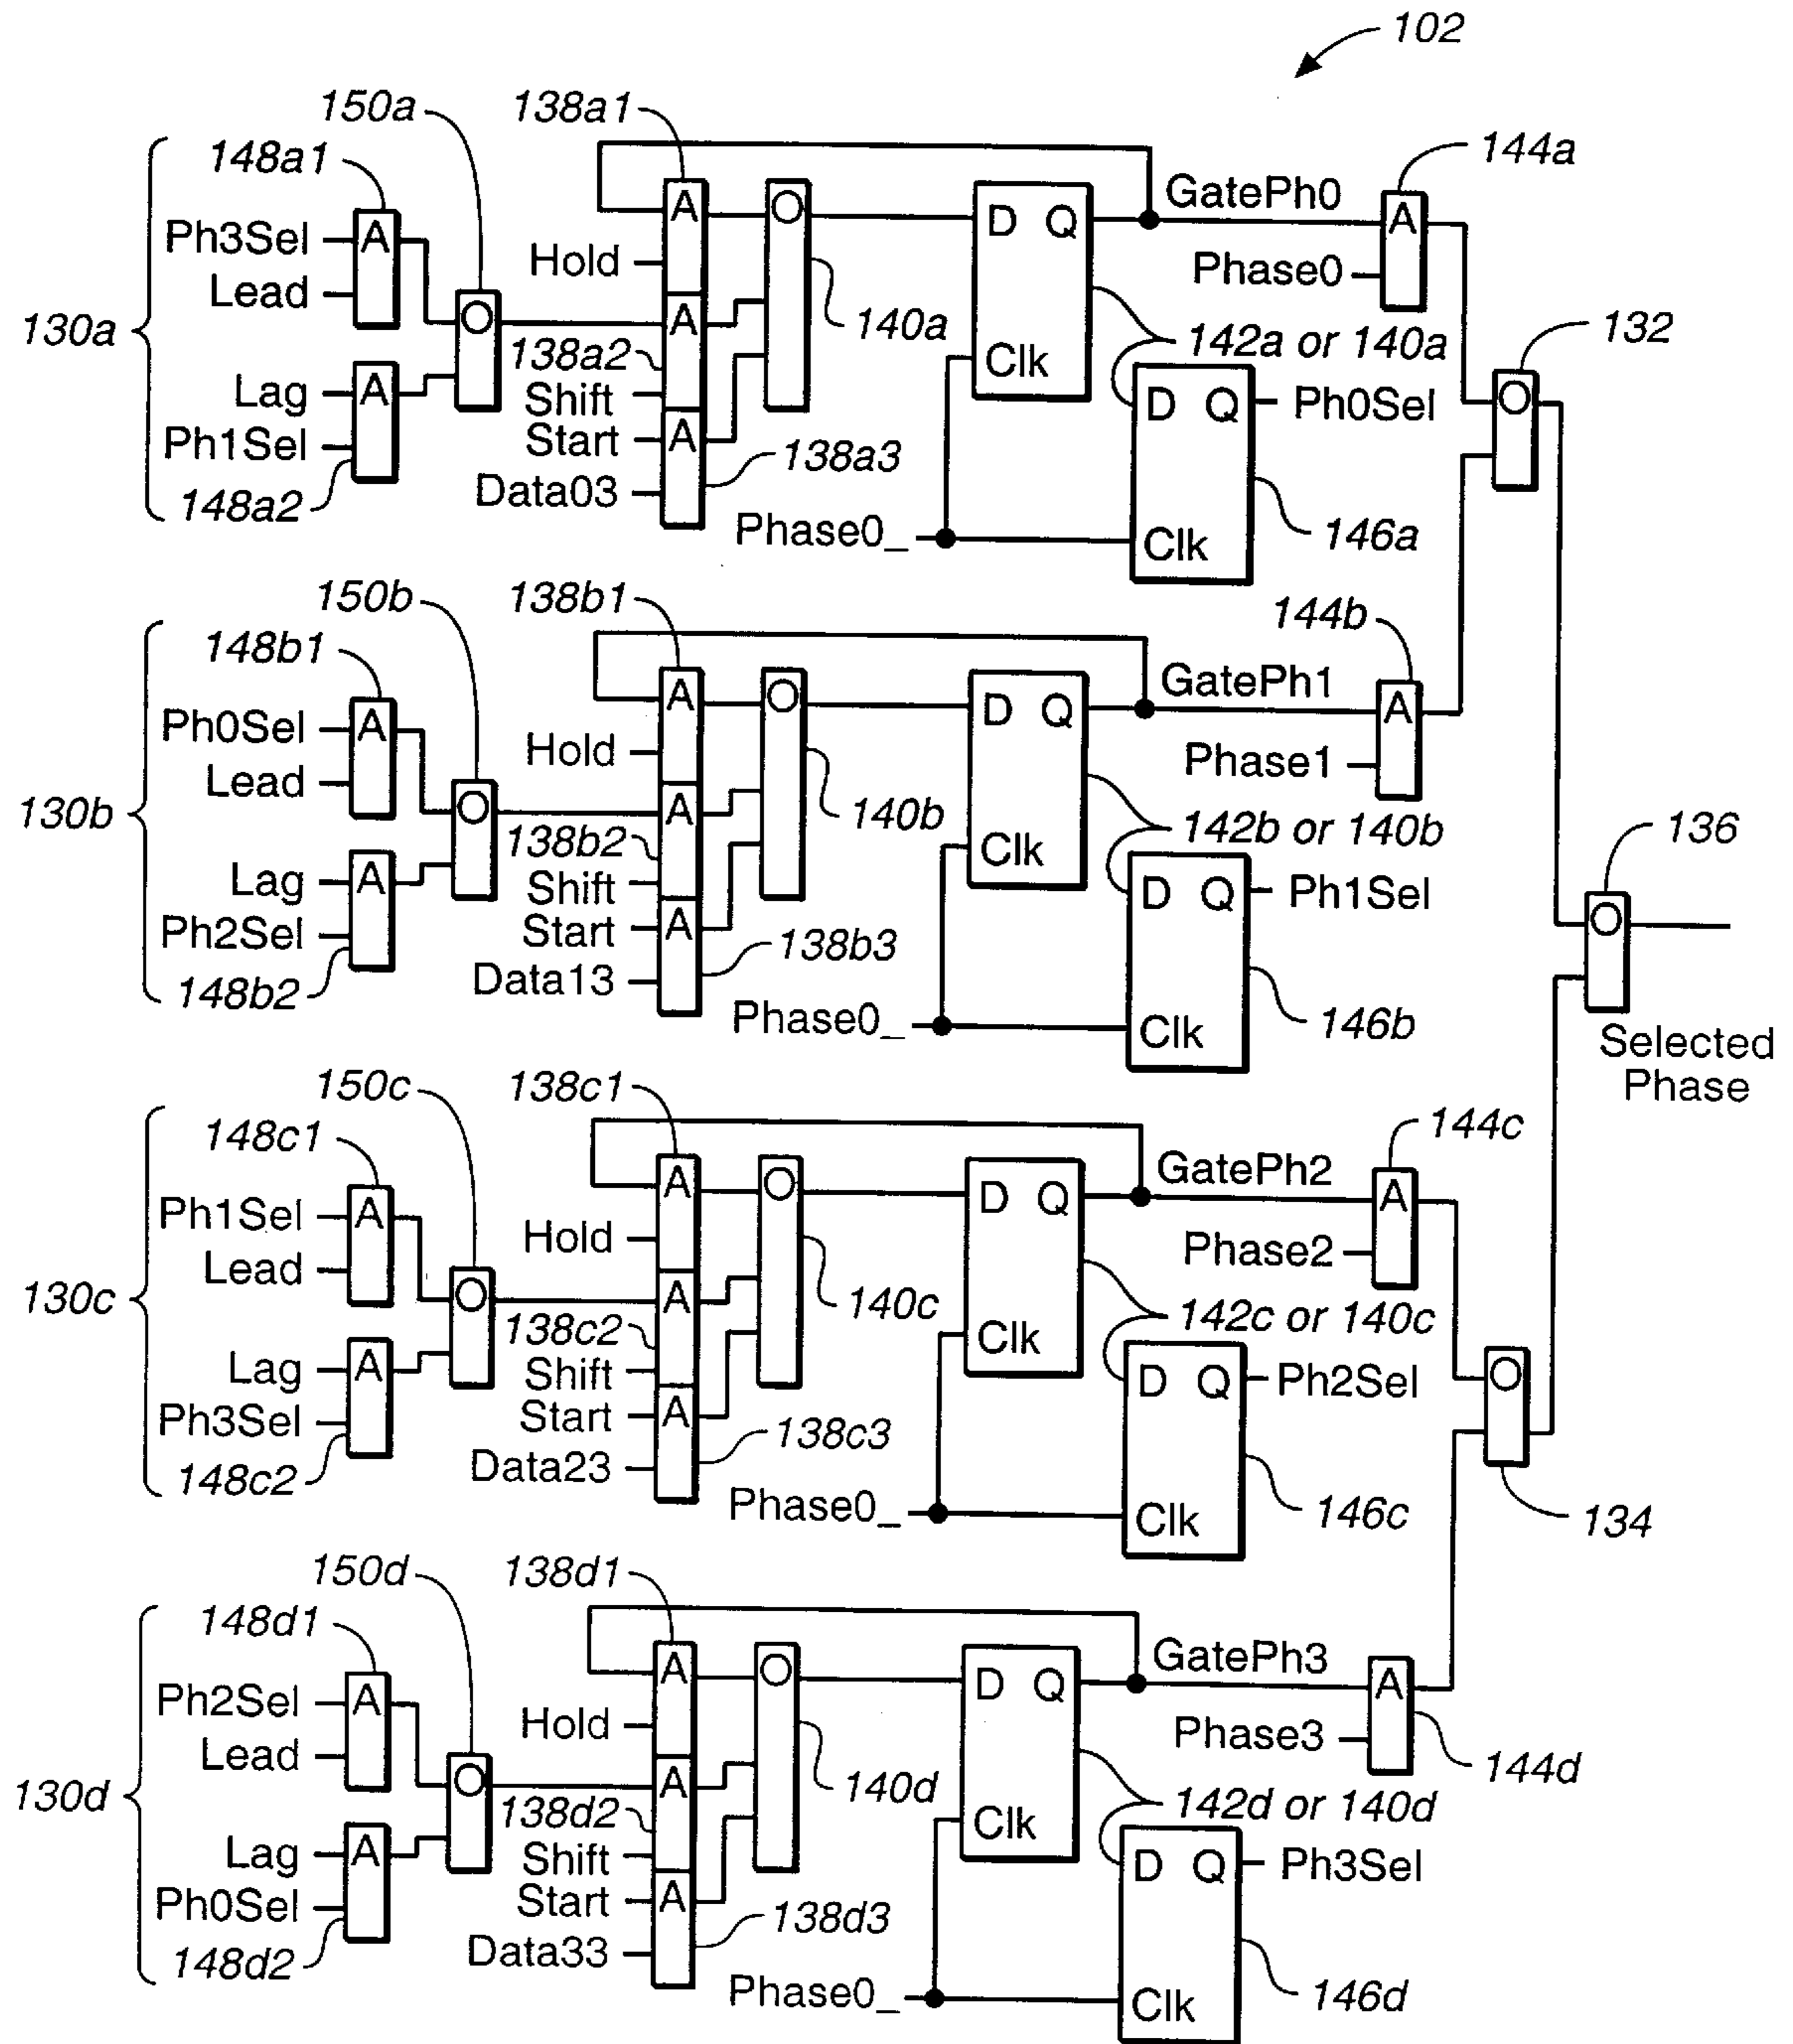 102
150a
138a1
148a1
144a
A
A
O
D Q
GatePh0
A
Ph3Sel
A
Hold
Phase0
Lead
130a
O
A
140a
132
138a2
Clk
142a or 140a
Lag
A
Shift
D Q
Ph0Sel
O
Start
A
Ph1Sel
138a3
Data03
148a2
Phase0_
Clk
146a
150b
138b1
144b
148b1
A
O
D Q
GatePh1
A
Ph0Sel
A
Hold
Phase1
Lead
130b
O
A
140b
142b or 140b
136
138b2
Clk
Lag
A
Shift
D Q
Ph1Sel
O
Start
A
Ph2Sel
138b3
Data13
148b2
Phase0_
Clk
146b
Selected
Phase
150c
138c1
144c
148c1
A
O
D Q
GatePh2
A
Ph1Sel
A
Hold
Phase2
Lead
130c
O
A
140c
142c or 140c
138c2
Clk
Lag
A
Shift
D Q
Ph2Sel
O
Start
A
Ph3Sel
138c3
Data23
148c2
Phase0_
Clk
146c
134
150d
138d1
148d1
A
O
D Q
GatePh3
A
Ph2Sel
A
Hold
Phase3
Lead
144d
130d
O
A
140d
142d or 140d
138d2
Clk
Lag
A
Shift
D Q
Ph3Sel
Start
A
Ph0Sel
138d3
Data33
148d2
Phase0_
Clk
146d